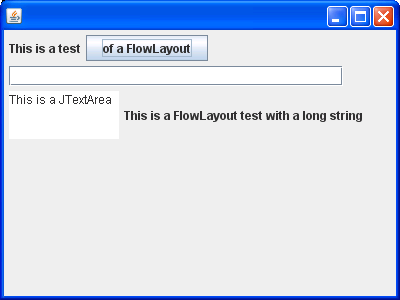 This is a test of a FlowLayout
This is a JTextArea
This is a FlowLayout test with a long string